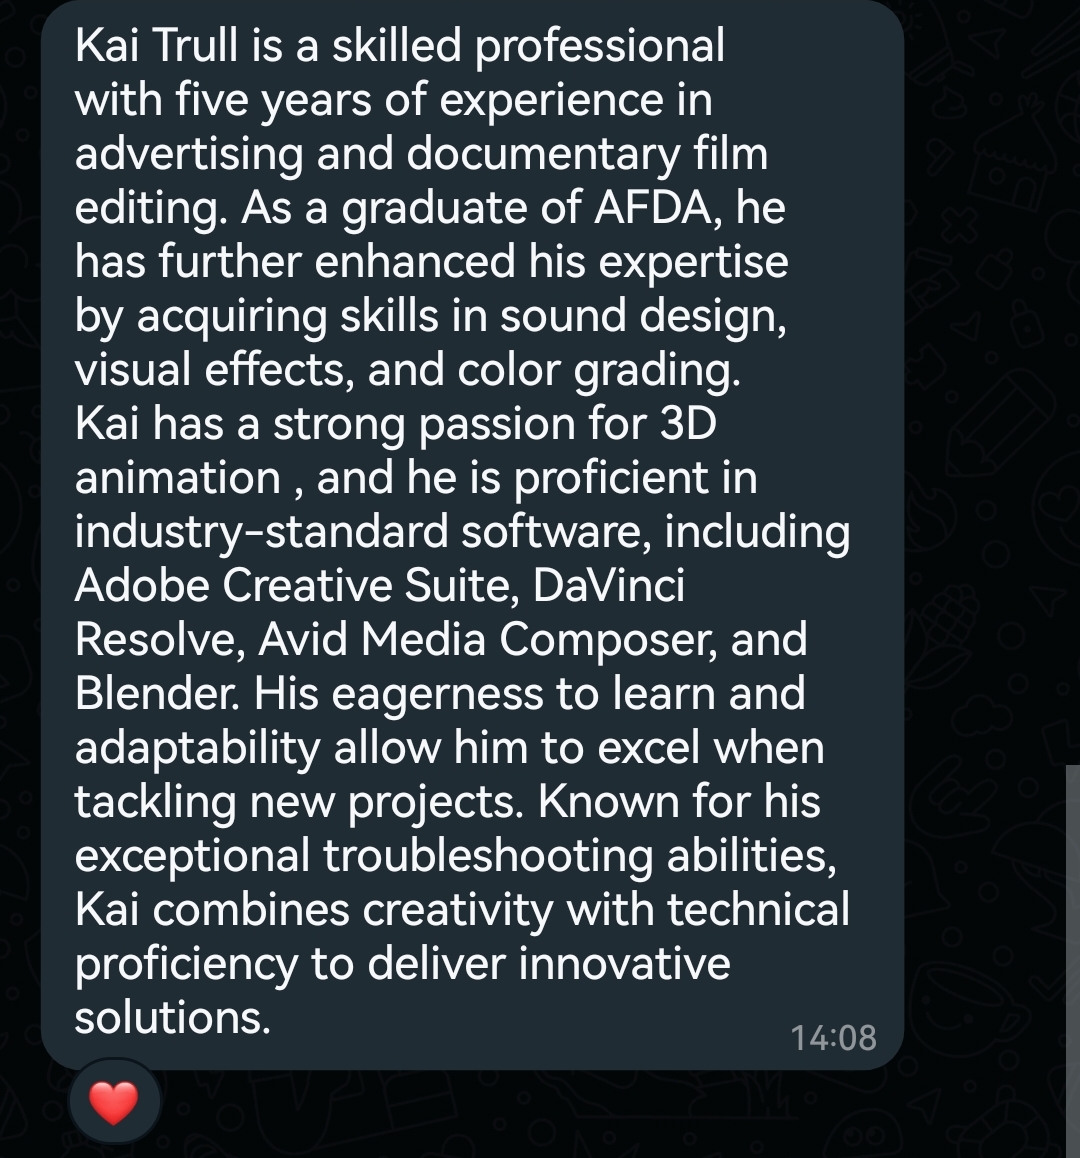 Kai Trull is a skilled professional
with five years of experience in
advertising and documentary film
editing. As a graduate of AFDA, he
has further enhanced his expertise
by acquiring skills in sound design,
visual effects, and color grading.
Kai has a strong passion for 3D
animation , and he is proficient in
industry-standard software, including
Adobe Creative Suite, DaVinci
Resolve, Avid Media Composer, and
Blender. His eagerness to learn and
adaptability allow him to excel when
tackling new projects. Known for his
exceptional troubleshooting abilities,
Kai combines creativity with technical
proficiency to deliver innovative
solutions.
14:08